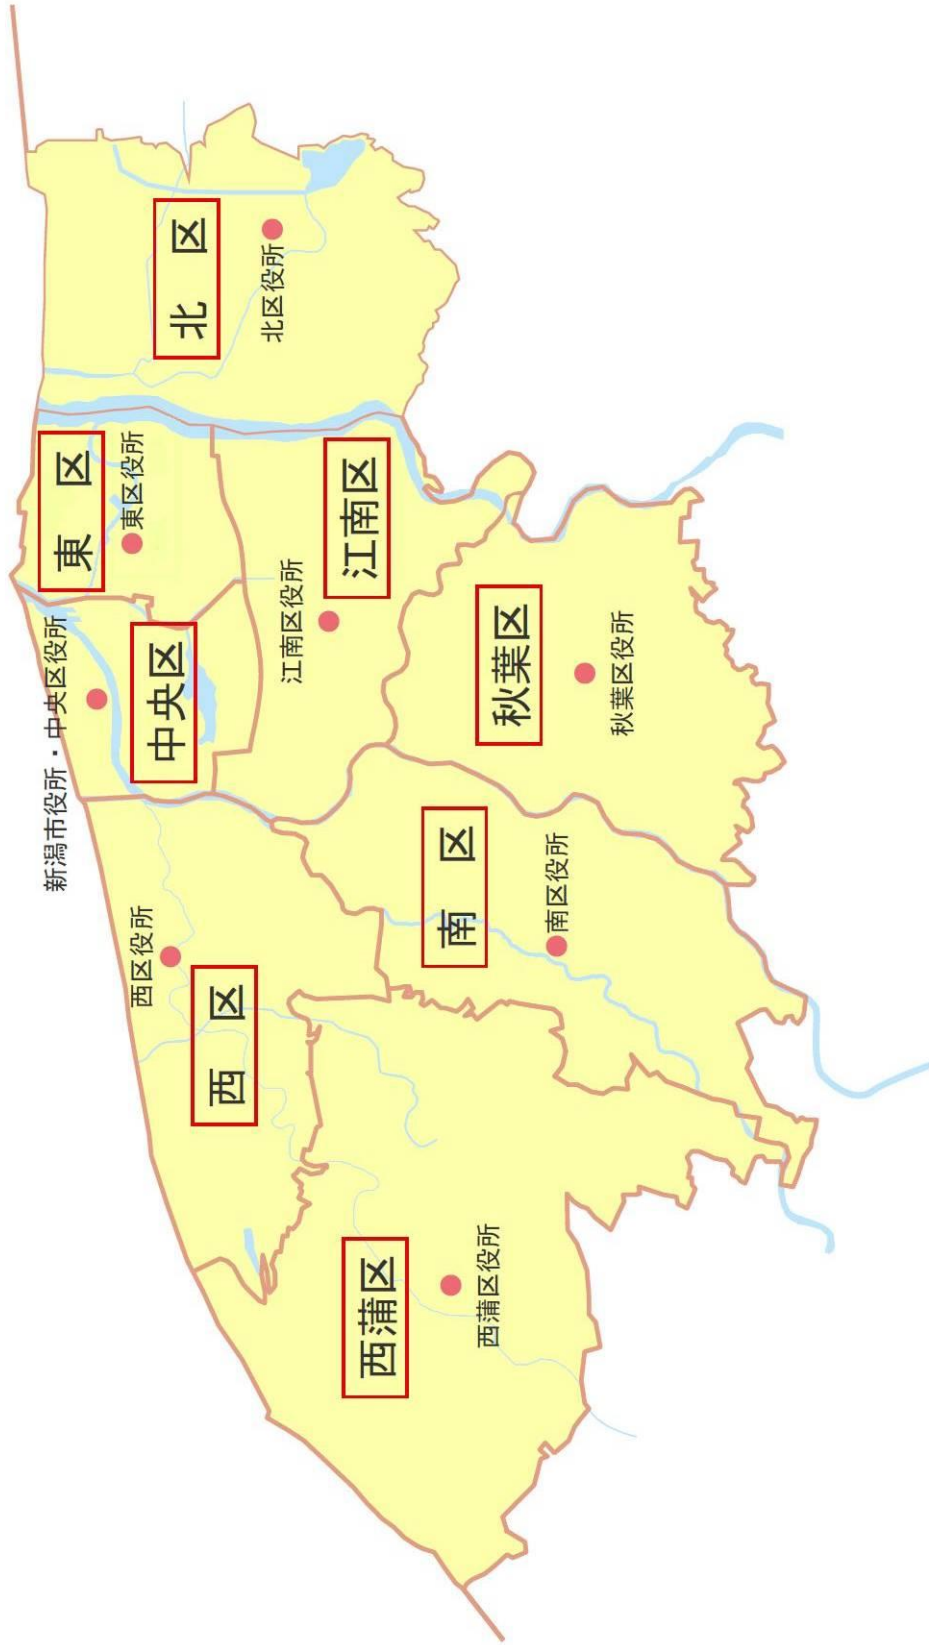 北　区
北区役所
東　区
東区役所
新潟市役所・中央区役所
中央区
江南区
江南区役所
秋葉区
秋葉区役所
南　区
南区役所
西区役所
西　区
西蒲区
西蒲区役所